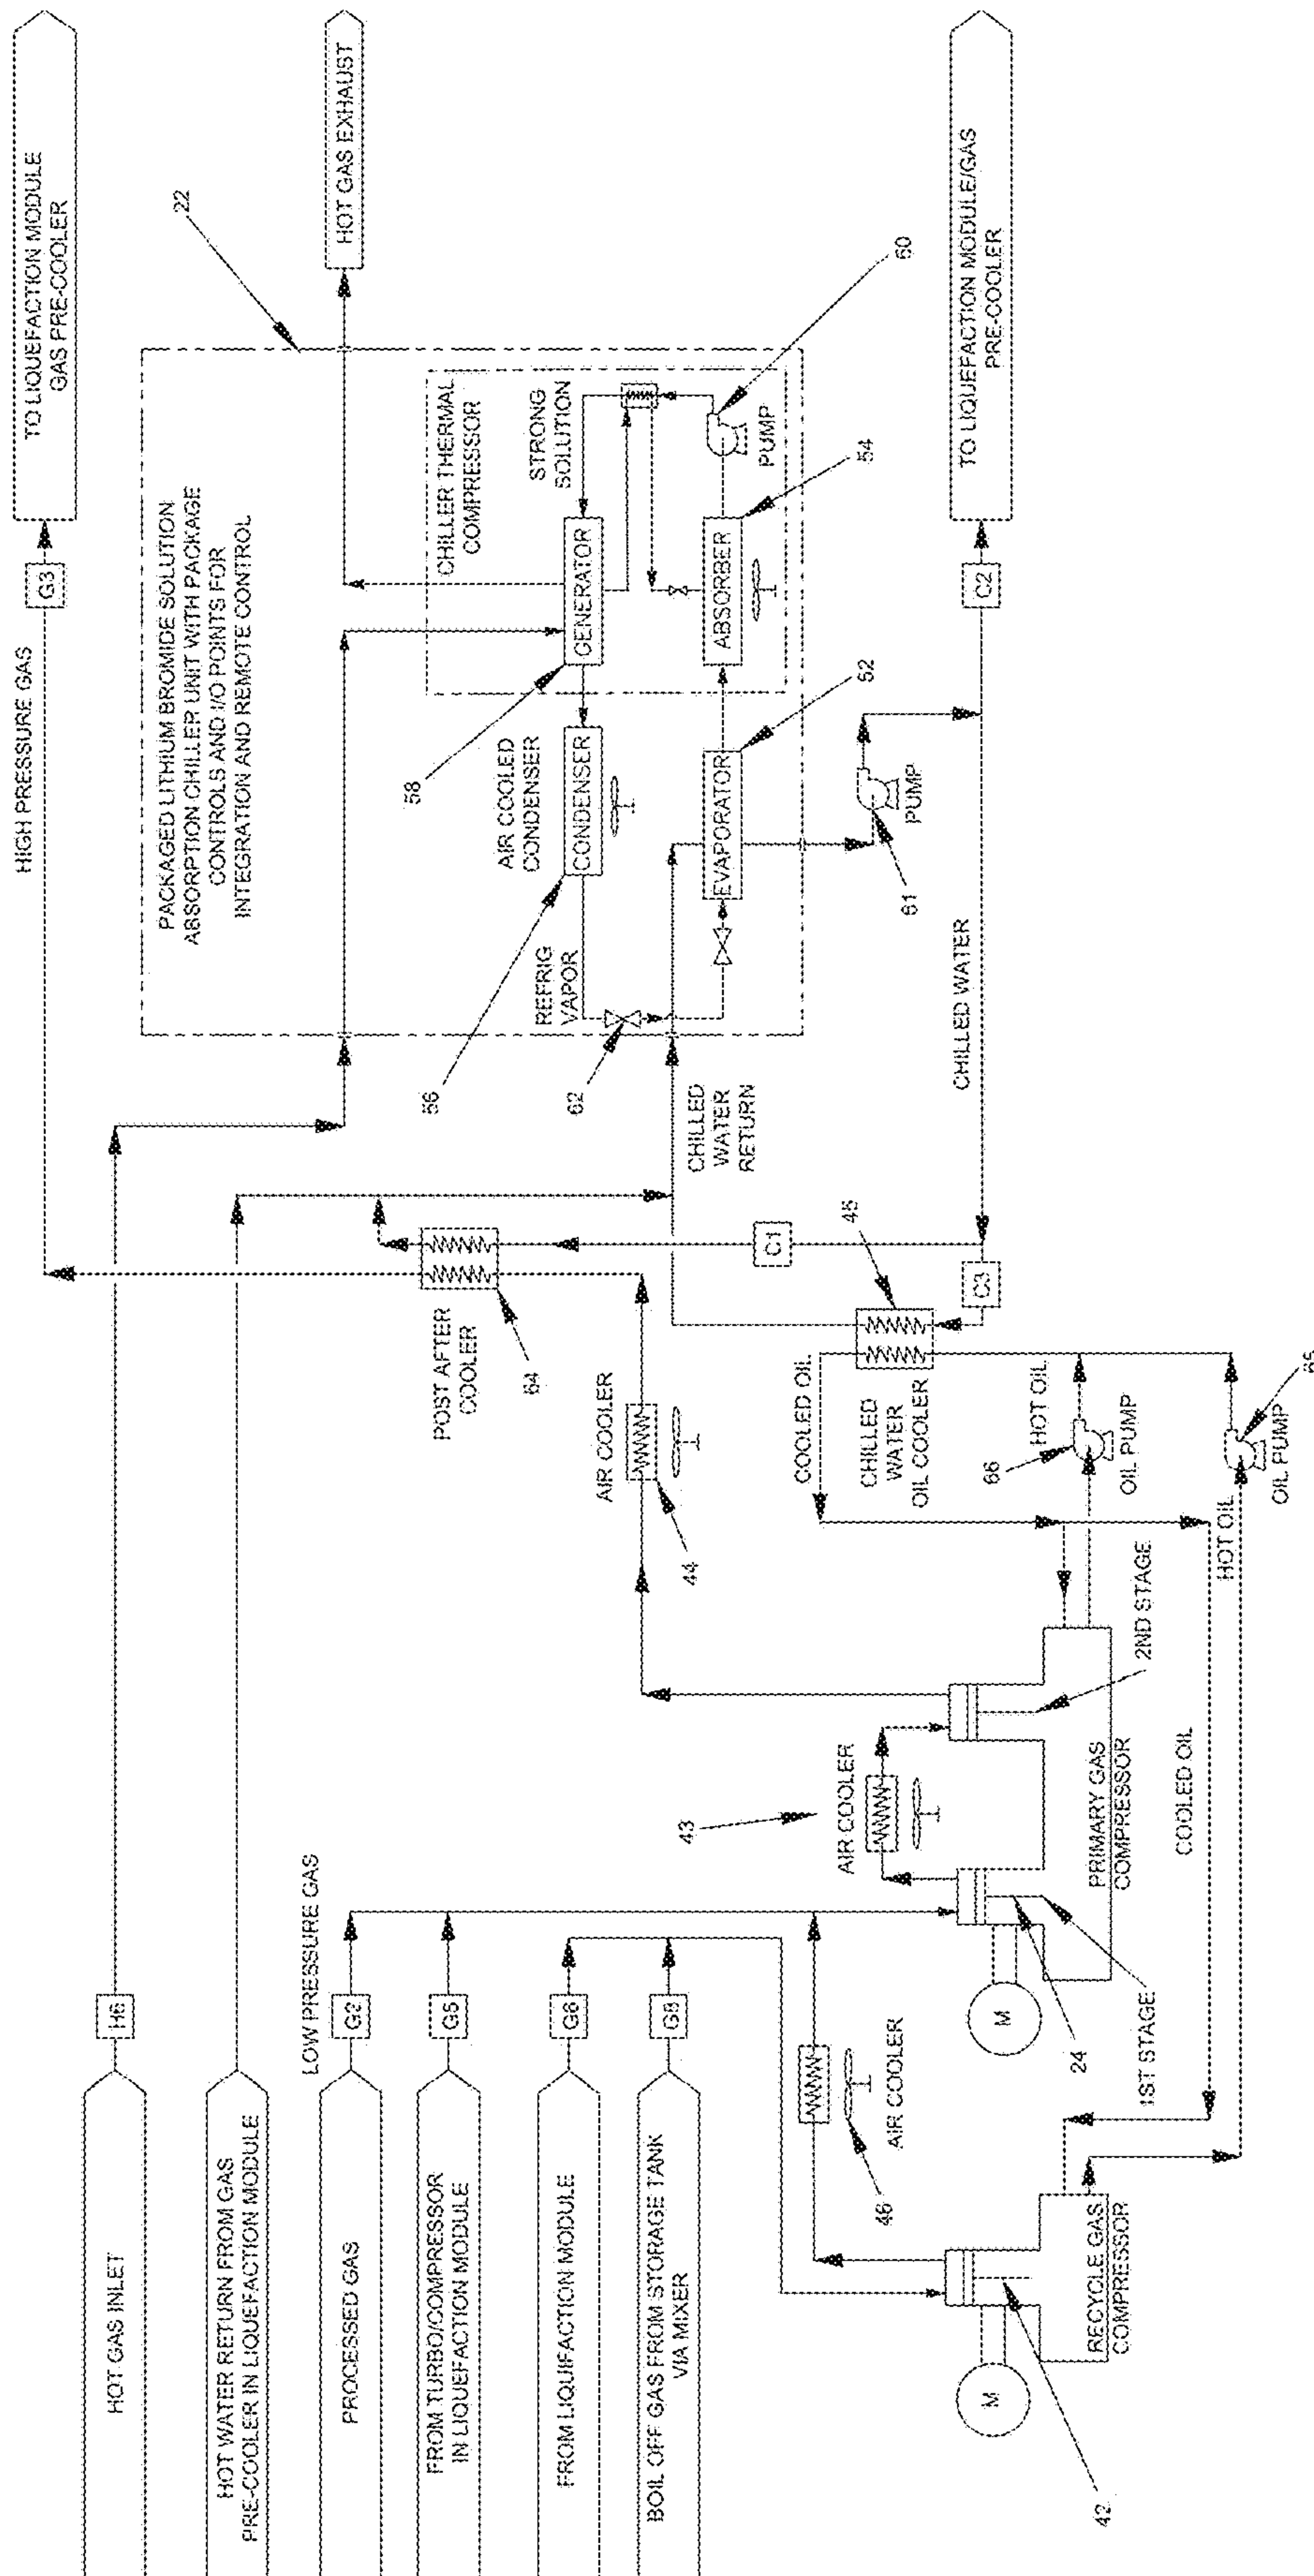 HOT GAS INLET
H6
HOT WATER RETURN FROM GAS
PRE-COOLER IN LIQUEFACTION MODULE
LOW PRESSURE GAS
PROCESSED GAS
G2
FROM TURBO/COMPRESSOR
IN LIQUEFACTION MODULE
G5
FROM LIQUIFACTION MODULE
G6
BOIL OFF GAS FROM STORAGE TANK
VIA MIXER
G8
HIGH PRESSURE GAS
G3
TO LIQUEFACTION MODULE
GAS PRE-COOLER
PACKAGED LITHIUM BROMIDE SOLUTION
ABSORPTION CHILLER UNIT WITH PACKAGE
CONTROLS AND I/O POINTS FOR
INTEGRATION AND REMOTE CONTROL
22
HOT GAS EXHAUST
CHILLER THERMAL
COMPRESSOR
STRONG
SOLUTION
GENERATOR
58
AIR COOLED
CONDENSER
CONDENSER
56
REFRIG
VAPOR
62
EVAPORATOR
52
ABSORBER
54
PUMP
60
PUMP
61
CHILLED
WATER
RETURN
CHILLED WATER
C2
TO LIQUEFACTION MODULE/GAS
PRE-COOLER
C1
C3
POST AFTER
COOLER
64
AIR COOLER
44
45
COOLED OIL
CHILLED
WATER
OIL COOLER
HOT OIL
66
OIL PUMP
HOT OIL
OIL PUMP
65
AIR COOLER
43
2ND STAGE
PRIMARY GAS
COMPRESSOR
COOLED OIL
M
24
1ST STAGE
AIR COOLER
46
M
RECYCLE GAS
COMPRESSOR
42